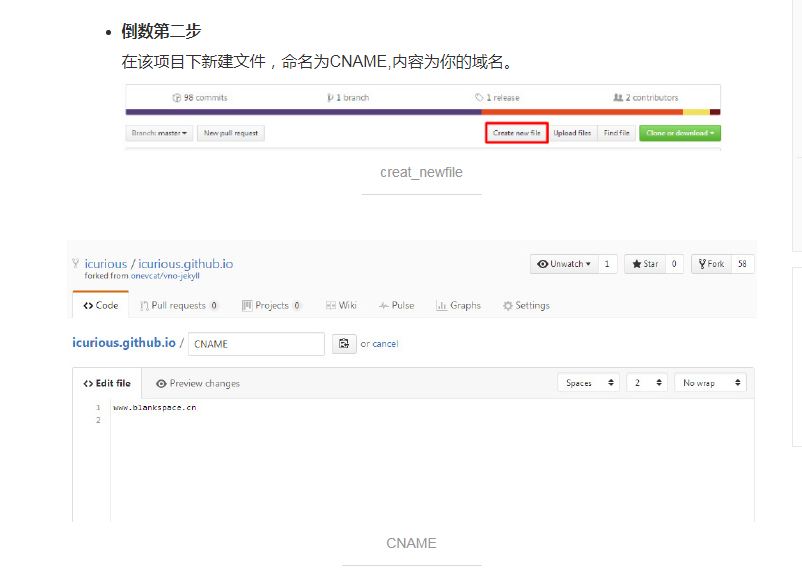 倒数第二步
在该项目下新建文件，命名为CNAME,内容为你的域名。
98 commits 1 branch 1 release 2 contributors
Branch: master New pull request Create new file Upload files Find file Clone or download
creat_newfile
icurious / icurious.github.io Unwatch 1 Star 0 Fork 58
forked from onevcat/vno-jekyll
Code Pull requests 0 Projects 0 Wiki Pulse Graphs Settings
icurious.github.io / CNAME or cancel
Edit file Preview changes Spaces 2 No wrap
1 www.blankspace.cn
2
CNAME